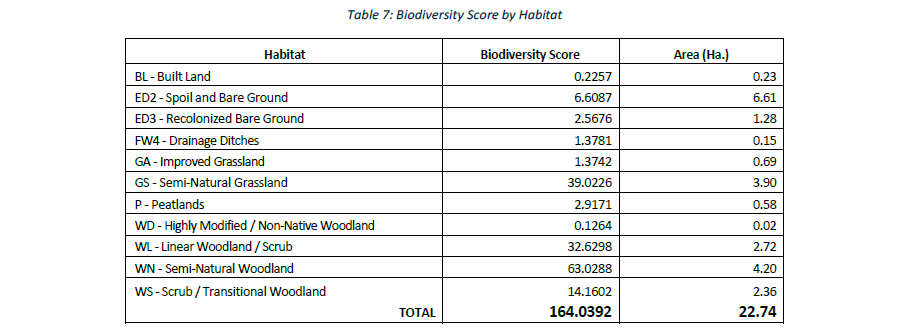 Table 7: Biodiversity Score by Habitat
Habitat Biodiversity Score Area (Ha.)
BL - Built Land 0.2257 0.23
ED2 - Spoil and Bare Ground 6.6087 6.61
ED3 - Recolonized Bare Ground 2.5676 1.28
FW4 - Drainage Ditches 1.3781 0.15
GA - Improved Grassland 1.3742 0.69
GS - Semi-Natural Grassland 39.0226 3.90
P - Peatlands 2.9171 0.58
WD - Highly Modified / Non-Native Woodland 0.1264 0.02
WL - Linear Woodland / Scrub 32.6298 2.72
WN - Semi-Natural Woodland 63.0288 4.20
WS - Scrub / Transitional Woodland 14.1602 2.36
TOTAL 164.0392 22.74